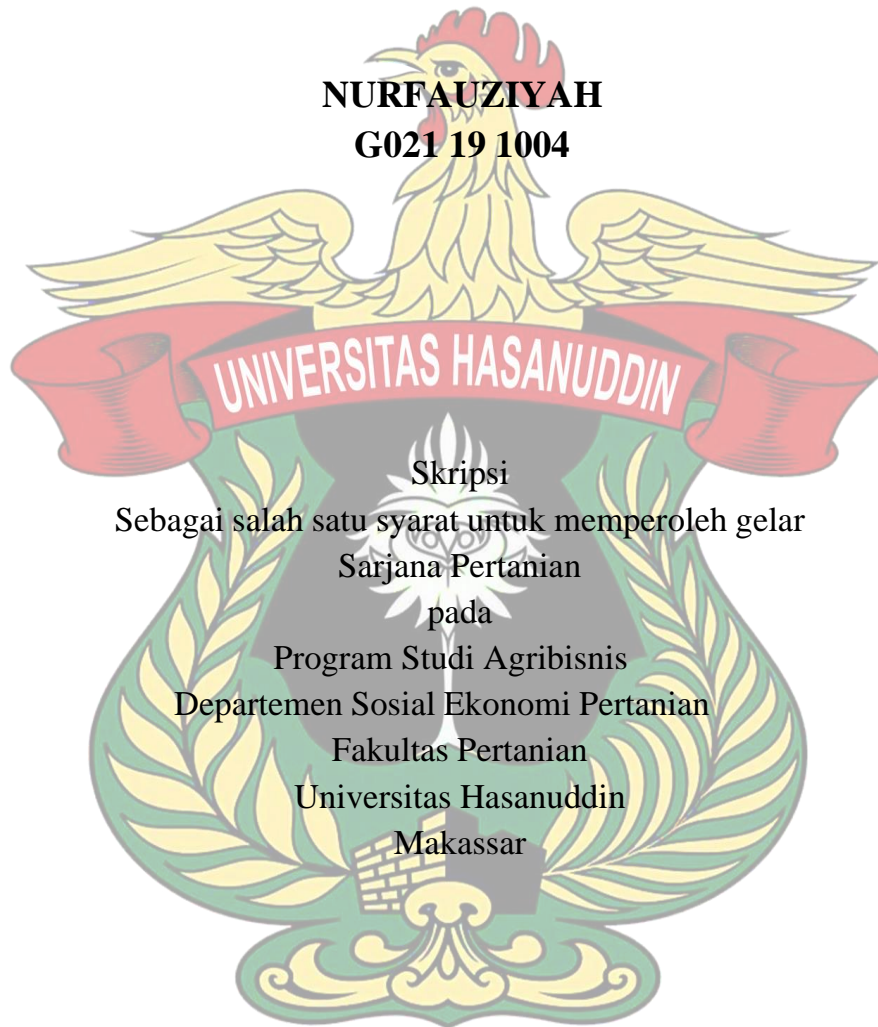 NURFAUZIYAH
G021 19 1004
UNIVERSITAS HASANUDDIN
Skripsi
Sebagai salah satu syarat untuk memperoleh gelar
Sarjana Pertanian
pada
Program Studi Agribisnis
Departemen Sosial Ekonomi Pertanian
Fakultas Pertanian
Universitas Hasanuddin
Makassar